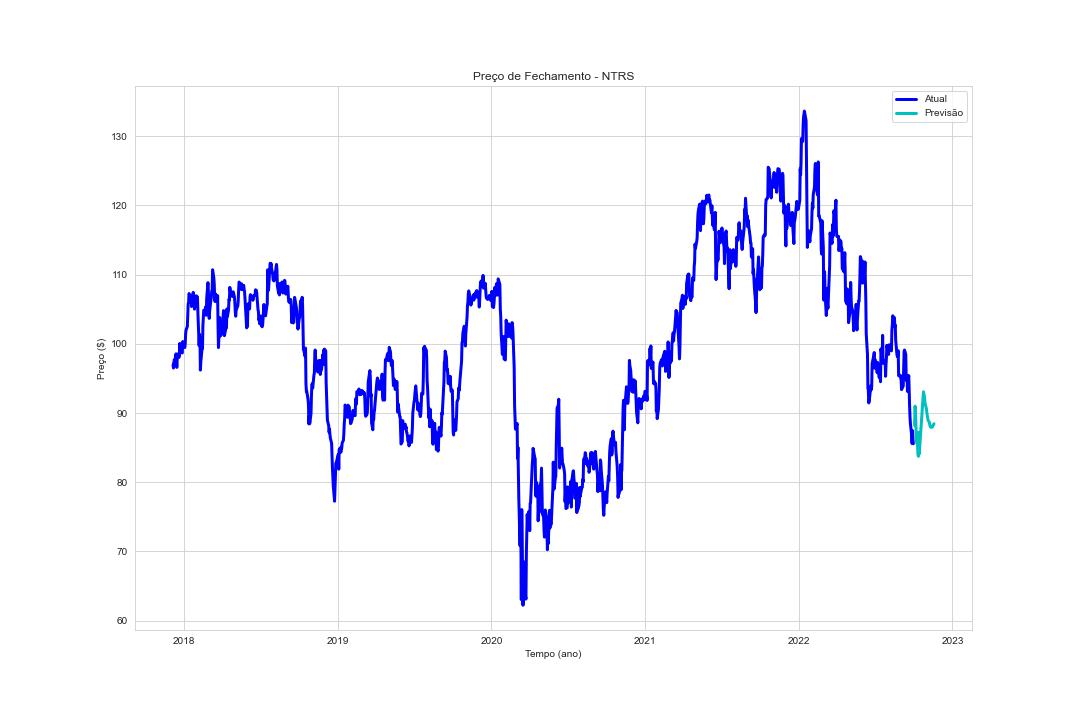 Preço de Fechamento - NTRS
Atual
Previsão
130
120
110
100
90
80
70
60
Preço ($)
2018
2019
2020
2021
2022
2023
Tempo (ano)